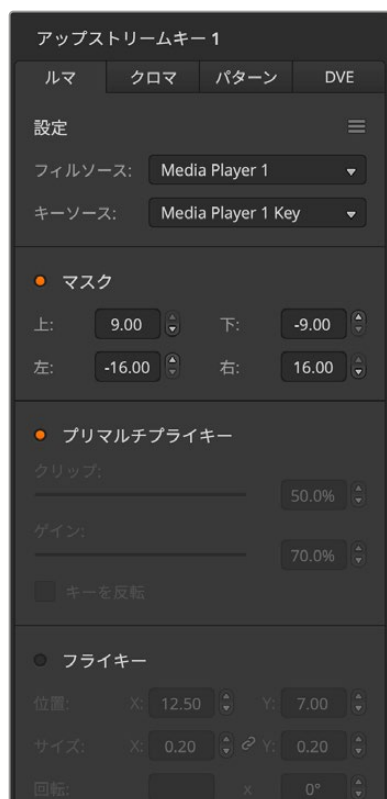 アップストリームキー 1
ルマ クロマ パターン DVE
設定
フィルソース: Media Player 1
キーソース: Media Player 1 Key
マスク
上: 9.00 下: -9.00
左: -16.00 右: 16.00
プリマルチプライキー
クリップ:
50.0%
ゲイン:
70.0%
キーを反転
フライキー
位置: X: 12.50 Y: 7.00
サイズ: X: 0.20 Y: 0.20
回転: x 0°